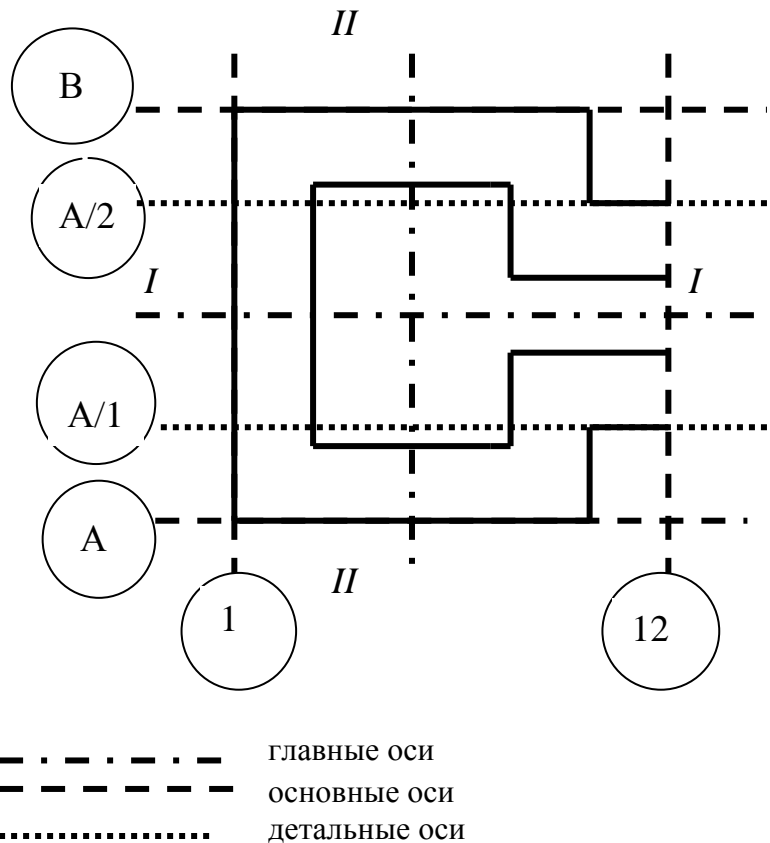 II
В
А/2
I I
А/1
А
II
1 12
главные оси
основные оси
детальные оси